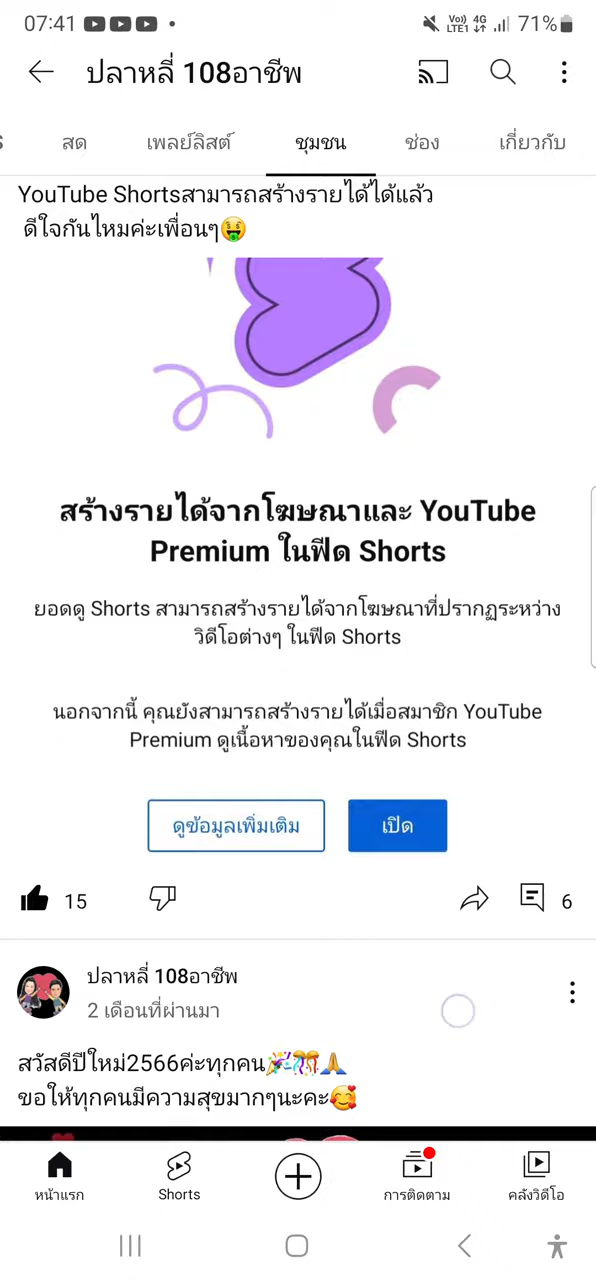 07:41 Vo)) 4G LTE1 71%
ปลาหลี่ 108อาชีพ
สด เพลย์ลิสต์ ชุมชน ช่อง เกี่ยวกับ
YouTube Shortsสามารถสร้างรายได้ได้แล้ว
ดีใจกันไหมค่ะเพื่อนๆ🤑
สร้างรายได้จากโฆษณาและ YouTube
Premium ในฟีด Shorts
ยอดดู Shorts สามารถสร้างรายได้จากโฆษณาที่ปรากฏระหว่าง
วิดีโอต่างๆ ในฟีด Shorts
นอกจากนี้ คุณยังสามารถสร้างรายได้เมื่อสมาชิก YouTube
Premium ดูเนื้อหาของคุณในฟีด Shorts
ดูข้อมูลเพิ่มเติม เปิด
15 6
ปลาหลี่ 108อาชีพ
2 เดือนที่ผ่านมา
สวัสดีปีใหม่2566ค่ะทุกคน🎉🎊🙏
ขอให้ทุกคนมีความสุขมากๆนะคะ🥰
หน้าแรก Shorts การติดตาม คลังวิดีโอ